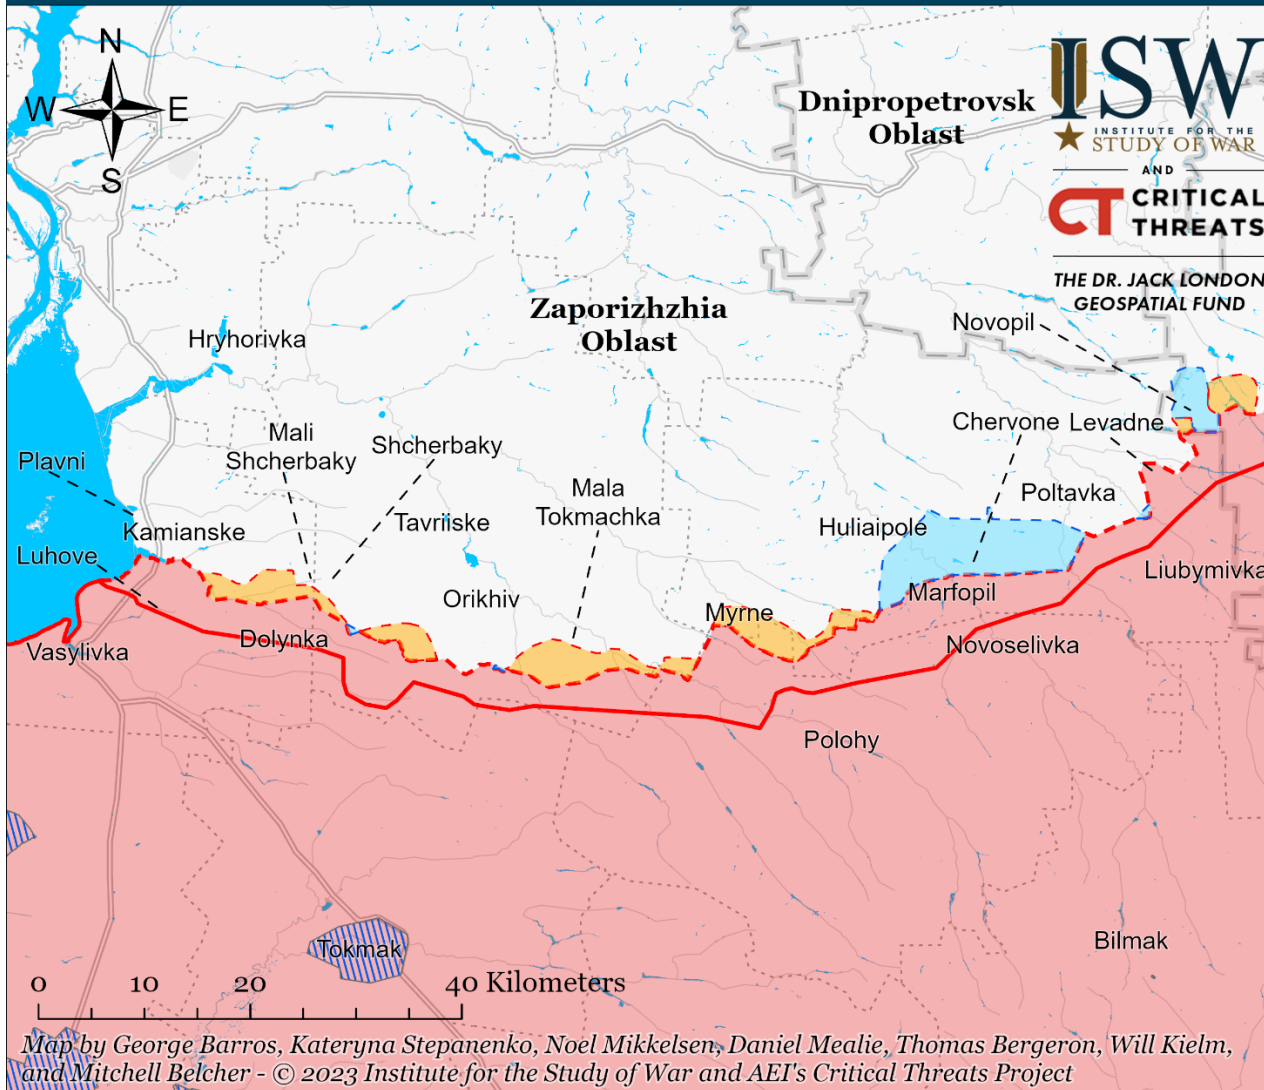 N
W
E
S
Dnipropetrovsk
Oblast
ISW
INSTITUTE FOR THE
STUDY OF WAR
AND
CT CRITICAL
THREATS
THE DR. JACK LONDON
GEOSPATIAL FUND
Zaporizhzhia
Oblast
Novopil
Hryhorivka
Mali
Shcherbaky
Shcherbaky
Chervone
Levadne
Plavni
Mala
Tokmachka
Poltavka
Kamianske
Tavriiske
Huliaipole
Luhove
Liubymivka
Orikhiv
Marfopil
Myrne
Vasylivka
Dolynka
Novoselivka
Polohy
Tokmak
Bilmak
0 10 20 40 Kilometers
Map by George Barros, Kateryna Stepanenko, Noel Mikkelsen, Daniel Mealie, Thomas Bergeron, Will Kielm,
and Mitchell Belcher - © 2023 Institute for the Study of War and AEI's Critical Threats Project